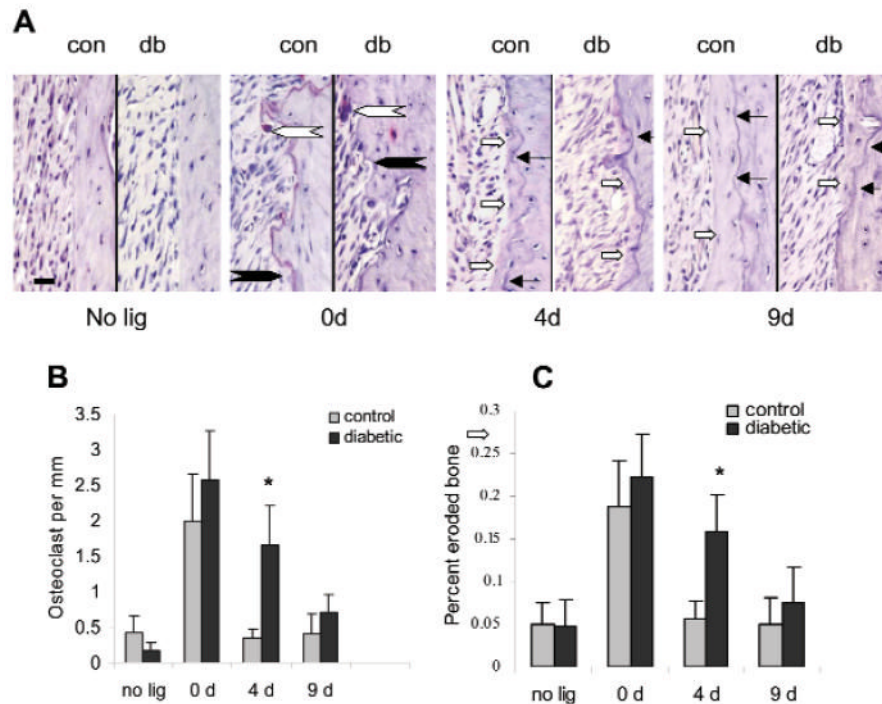 A
con db con db con db con db
No lig 0d 4d 9d
B
Osteoclast per mm
3.5
3
2.5
2
1.5
1
0.5
0
control
diabetic
*
no lig 0 d 4 d 9 d
C
Percent eroded bone
0.3
0.25
0.2
0.15
0.1
0.05
0
control
diabetic
*
no lig 0 d 4 d 9 d